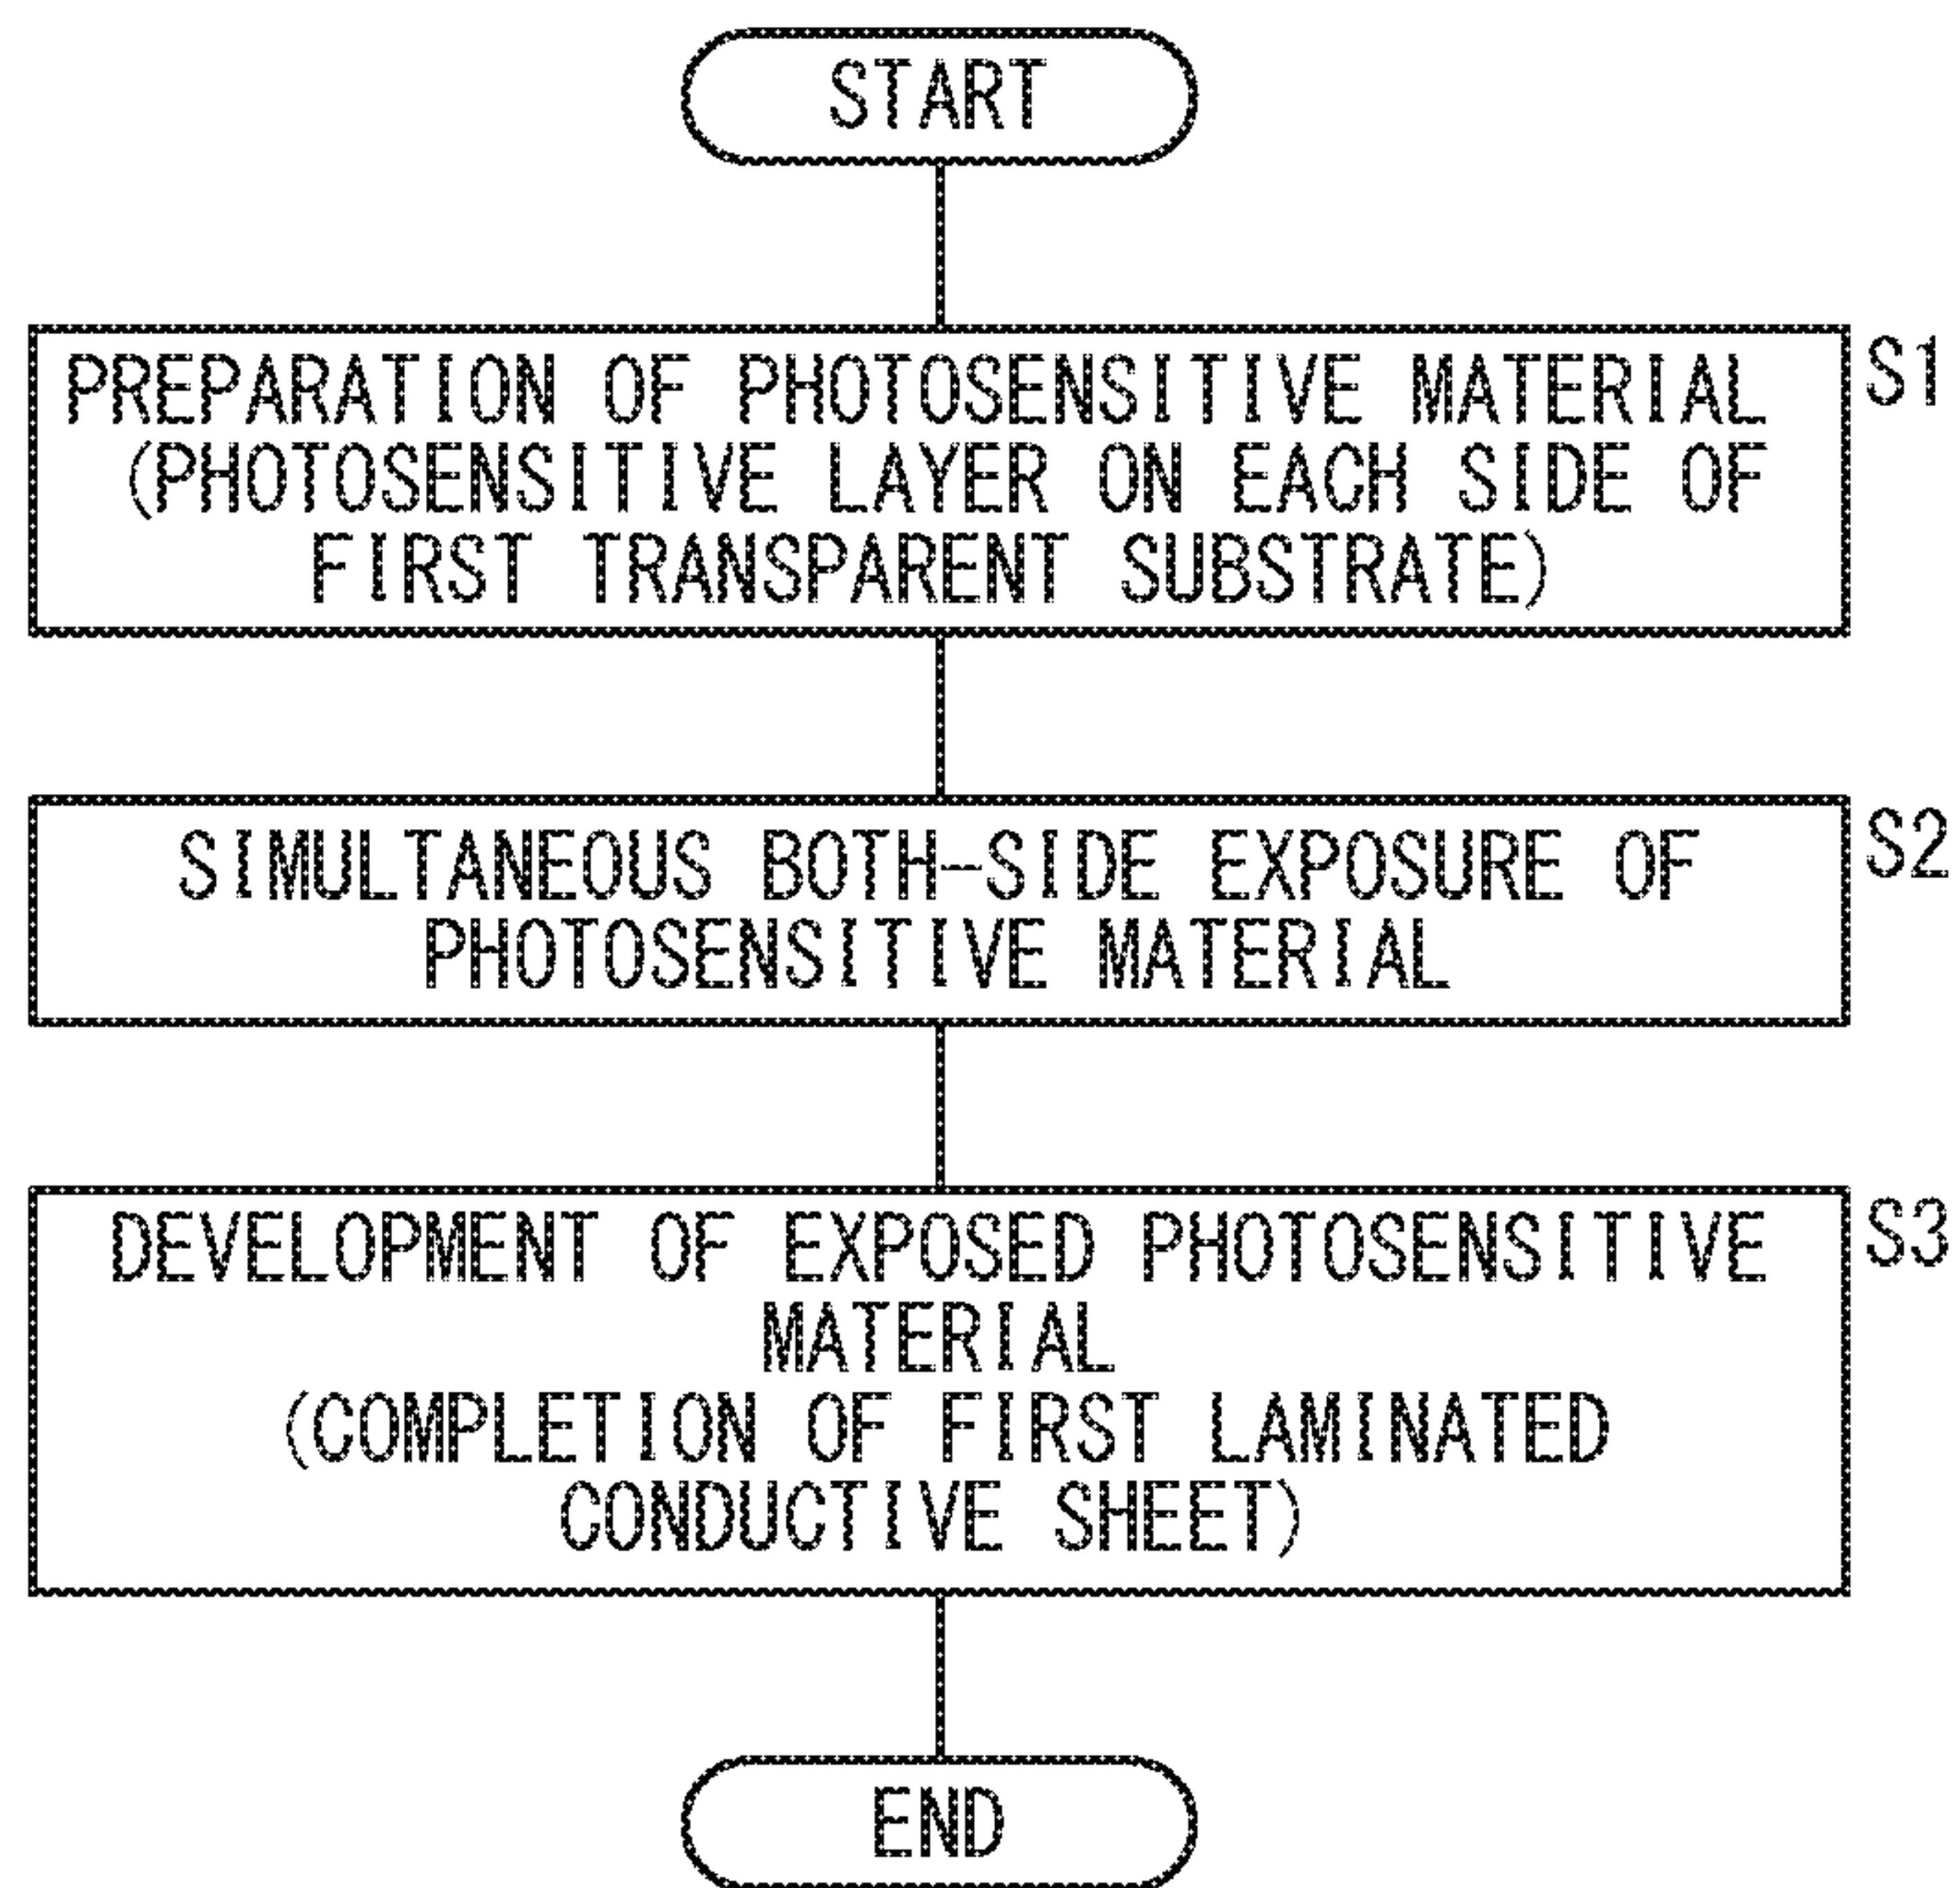 START
PREPARATION OF PHOTOSENSITIVE MATERIAL
(PHOTOSENSITIVE LAYER ON EACH SIDE OF
FIRST TRANSPARENT SUBSTRATE)
S1
SIMULTANEOUS BOTH-SIDE EXPOSURE OF
PHOTOSENSITIVE MATERIAL
S2
DEVELOPMENT OF EXPOSED PHOTOSENSITIVE
MATERIAL
(COMPLETION OF FIRST LAMINATED
CONDUCTIVE SHEET)
S3
END